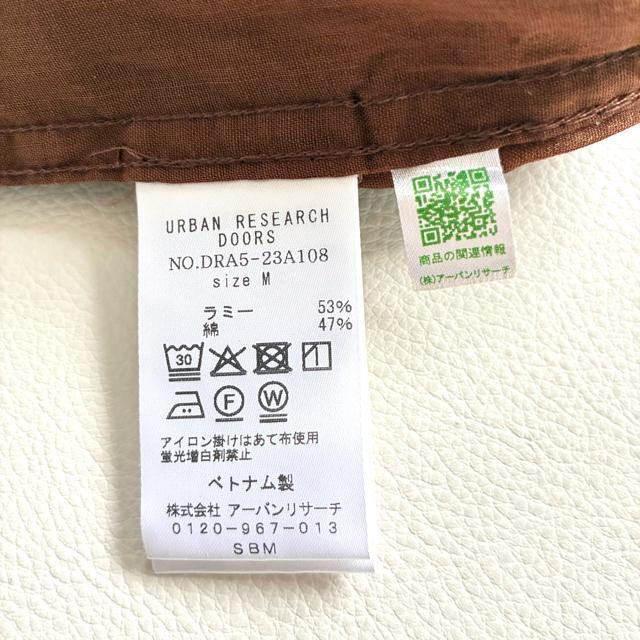 URBAN RESEARCH
DOORS
NO.DRA5-23A108
size M
ラミー 53%
綿 47%
30
F
W
アイロン掛けはあて布使用
蛍光増白剤禁止
ベトナム製
株式会社 アーバンリサーチ
0120-967-013
SBM
商品の関連情報
(株)アーバンリサーチ